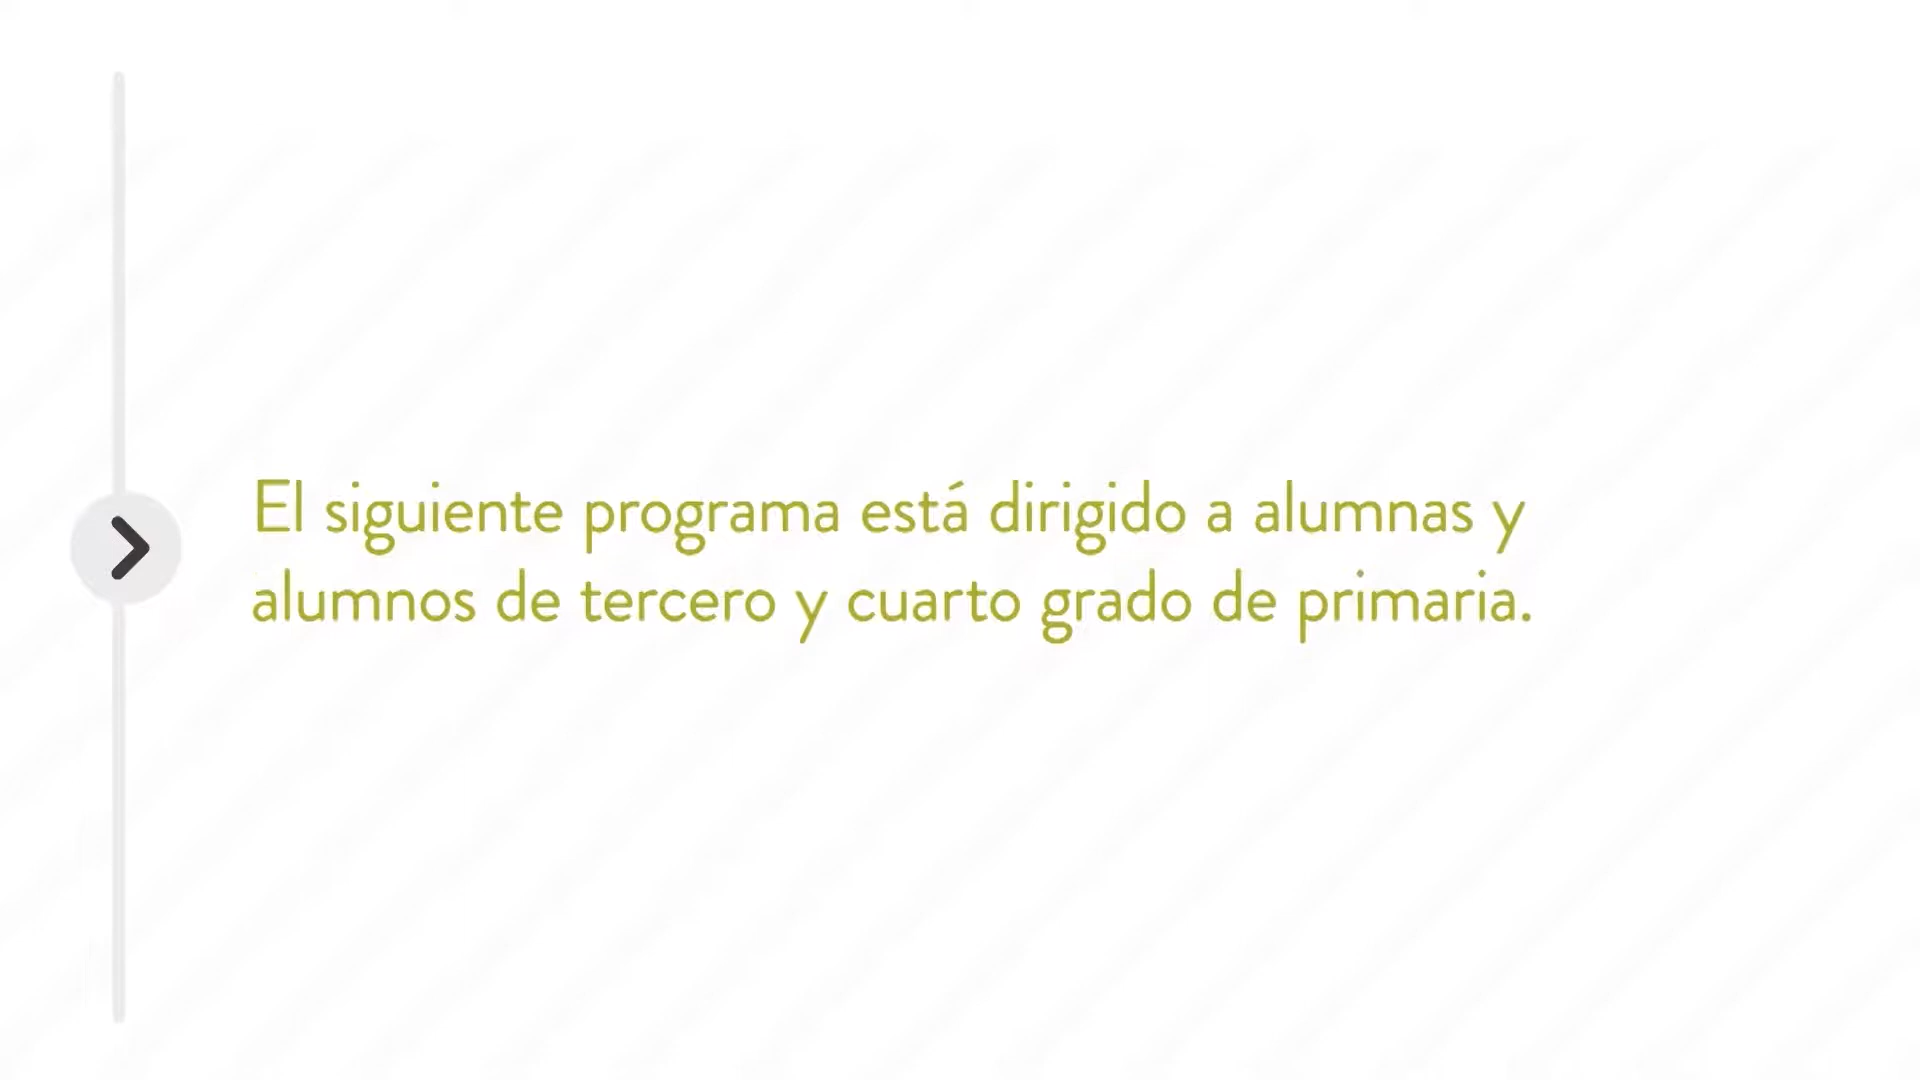 El siguiente programa está dirigido a alumnas y
alumnos de tercero y cuarto grado de primaria.